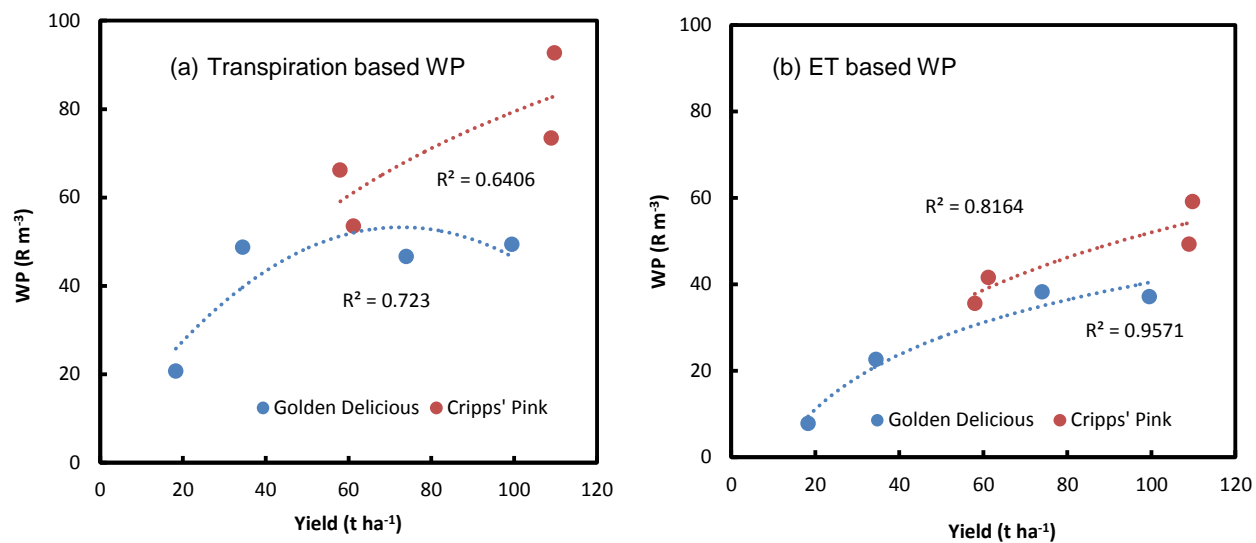 (a) Transpiration based WP
WP (R m⁻³)
100
80
60
40
20
0
R² = 0.6406
R² = 0.723
Golden Delicious
Cripps' Pink
0 20 40 60 80 100 120
Yield (t ha⁻¹)
(b) ET based WP
WP (R m⁻³)
100
80
60
40
20
0
R² = 0.8164
R² = 0.9571
Golden Delicious
Cripps' Pink
0 20 40 60 80 100 120
Yield (t ha⁻¹)